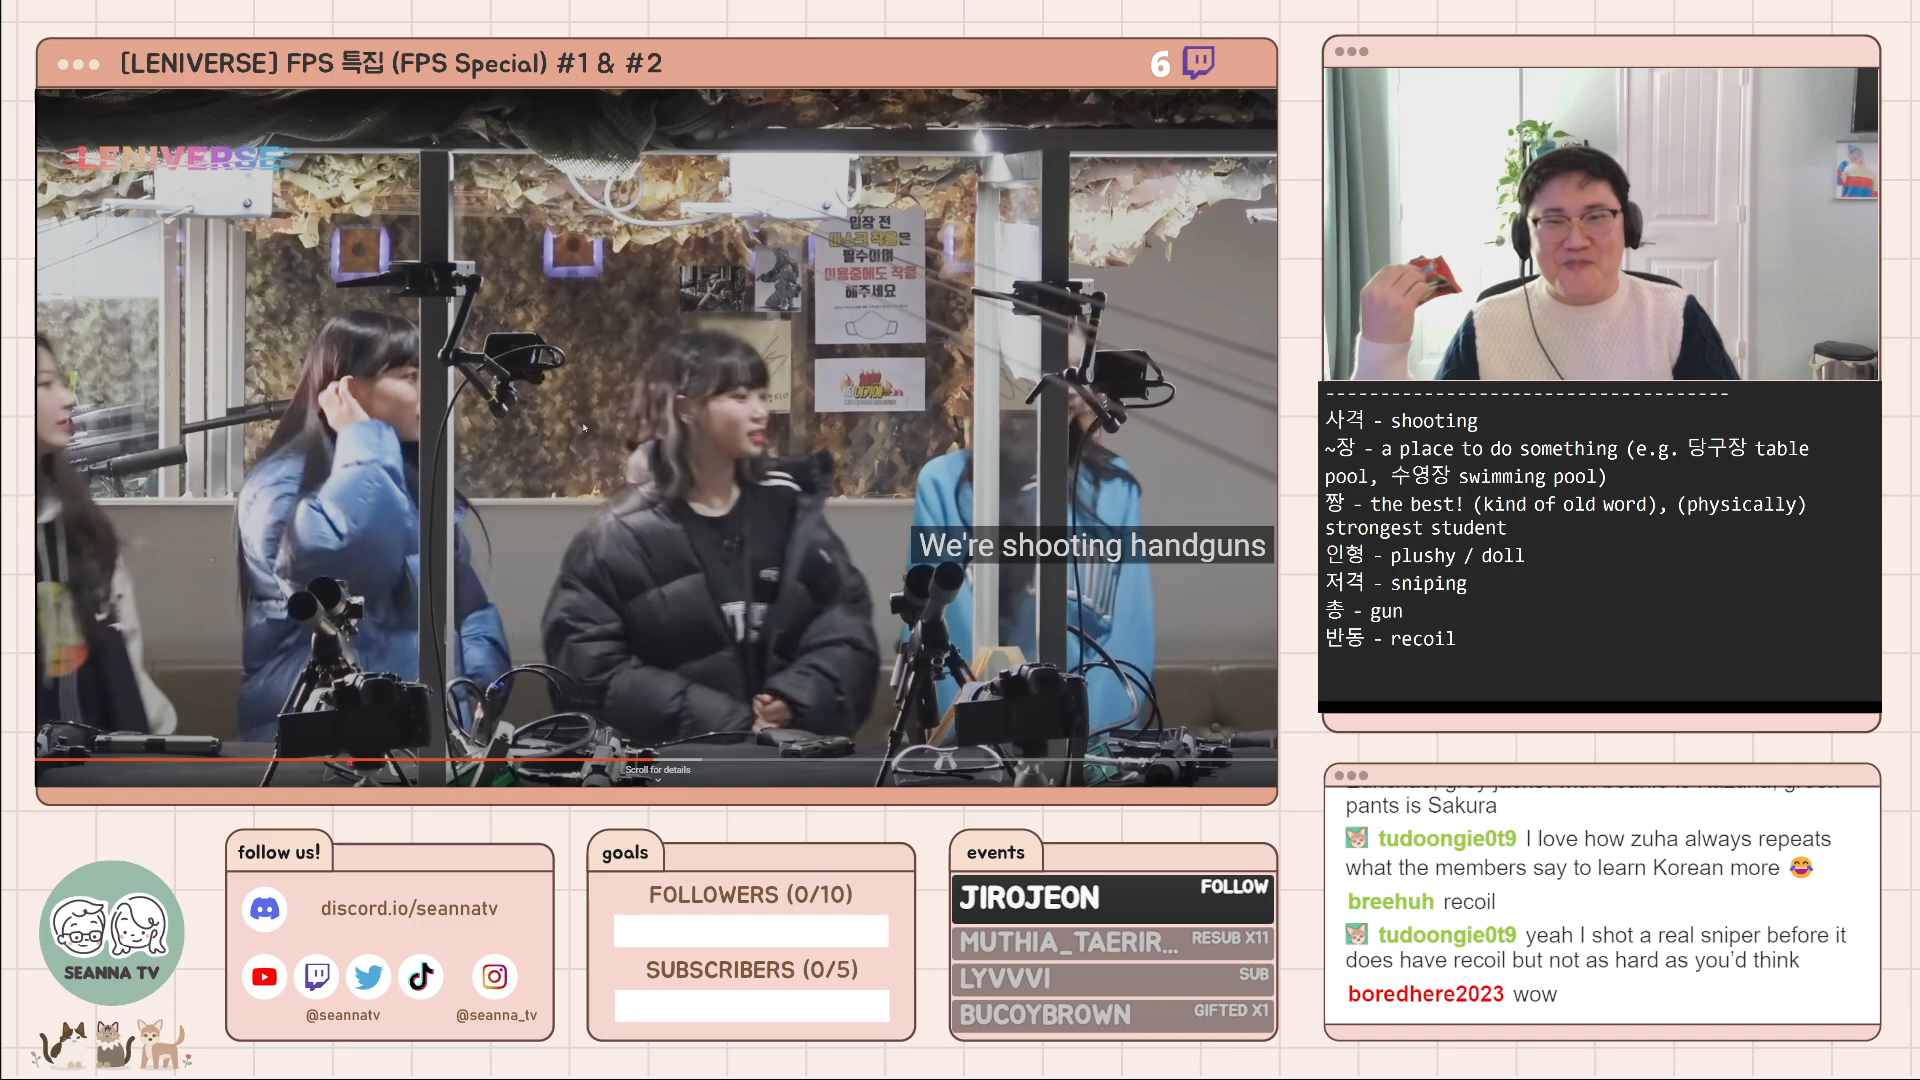 [LENIVERSE] FPS 특집 (FPS Special) #1 & #2
6
LENIVERSE
입장 전
마스크 착용은
필수이며
이용중에도 착용
해주세요
We're shooting handguns
Scroll for details
사격 - shooting
~장 - a place to do something (e.g. 당구장 table
pool, 수영장 swimming pool)
짱 - the best! (kind of old word), (physically)
strongest student
인형 - plushy / doll
저격 - sniping
총 - gun
반동 - recoil
pants is Sakura
tudoongie0t9 I love how zuha always repeats
what the members say to learn Korean more 😂
breehuh recoil
tudoongie0t9 yeah I shot a real sniper before it
does have recoil but not as hard as you'd think
boredhere2023 wow
SEANNA TV
follow us!
discord.io/seannatv
@seannatv
@seanna_tv
goals
FOLLOWERS (0/10)
SUBSCRIBERS (0/5)
events
JIROJEON FOLLOW
MUTHIA_TAERIR... RESUB X11
LYVVVI SUB
BUCOYBROWN GIFTED X1